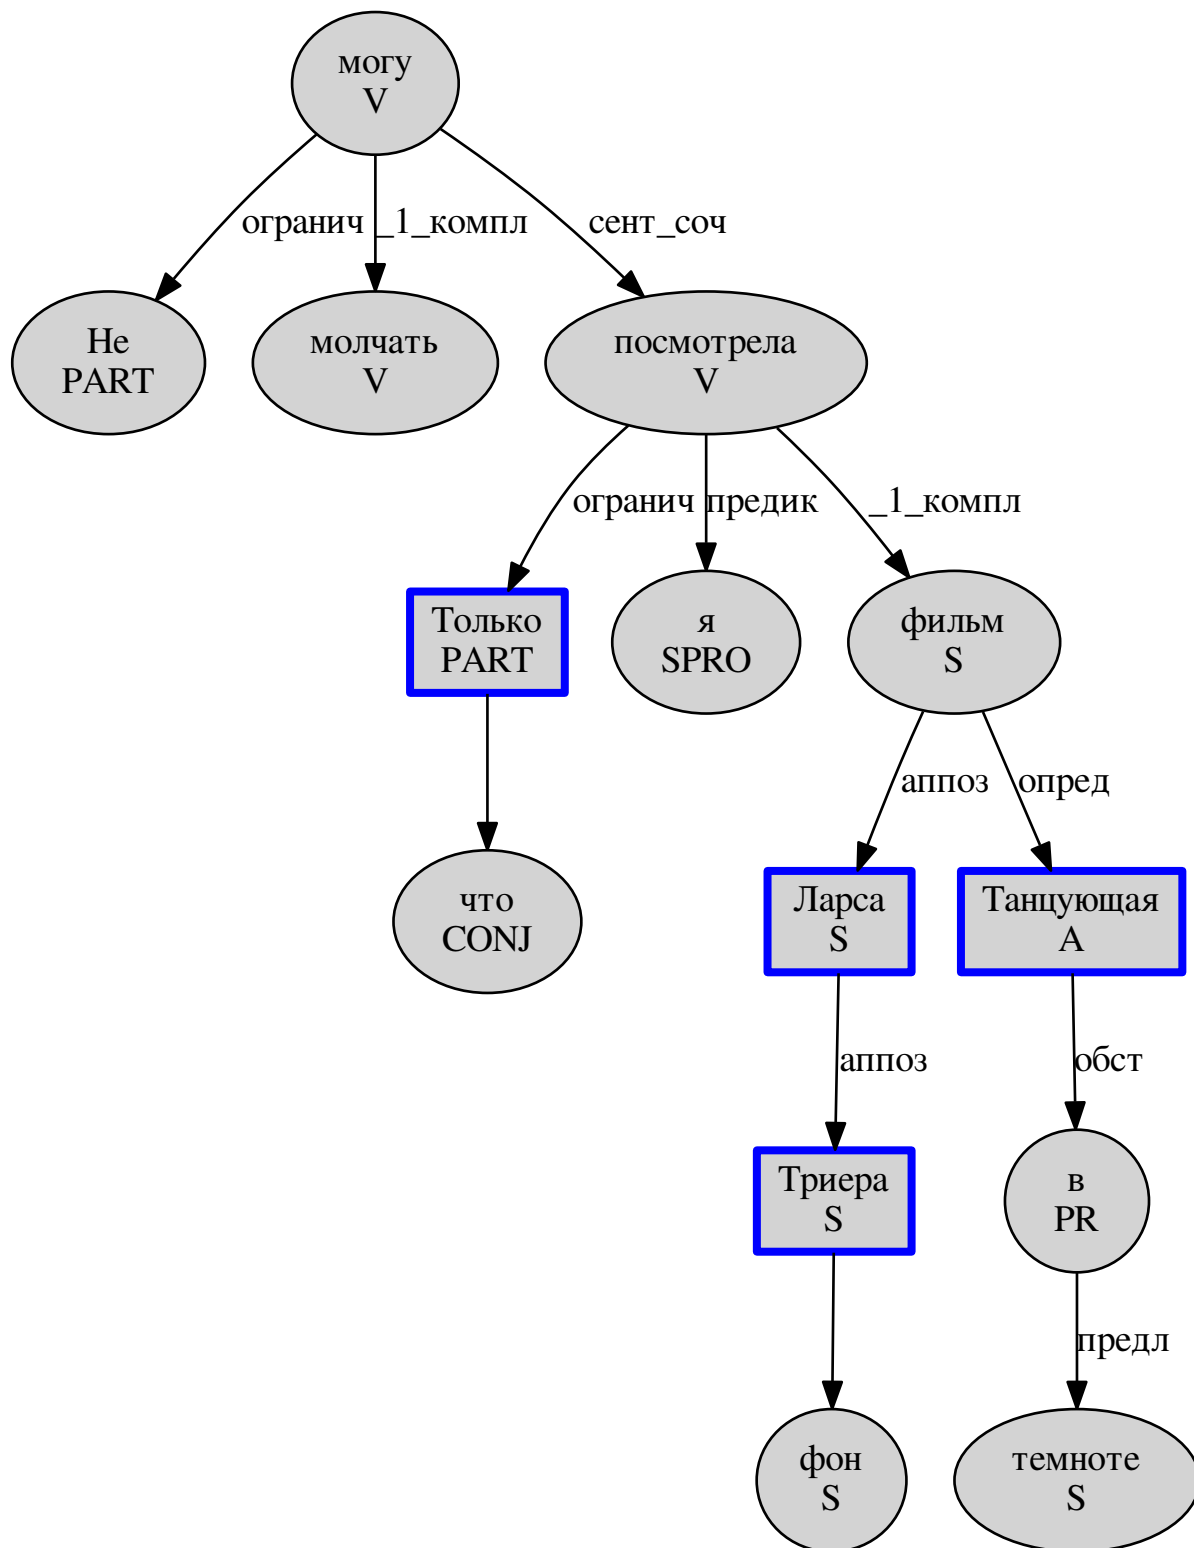 могу
V
огранич
_1_компл
сент_соч
Не
PART
молчать
V
посмотрела
V
огранич
предик
_1_компл
Только
PART
я
SPRO
фильм
S
аппоз
опред
что
CONJ
Ларса
S
Танцующая
A
аппоз
обст
Триера
S
в
PR
предл
фон
S
темноте
S